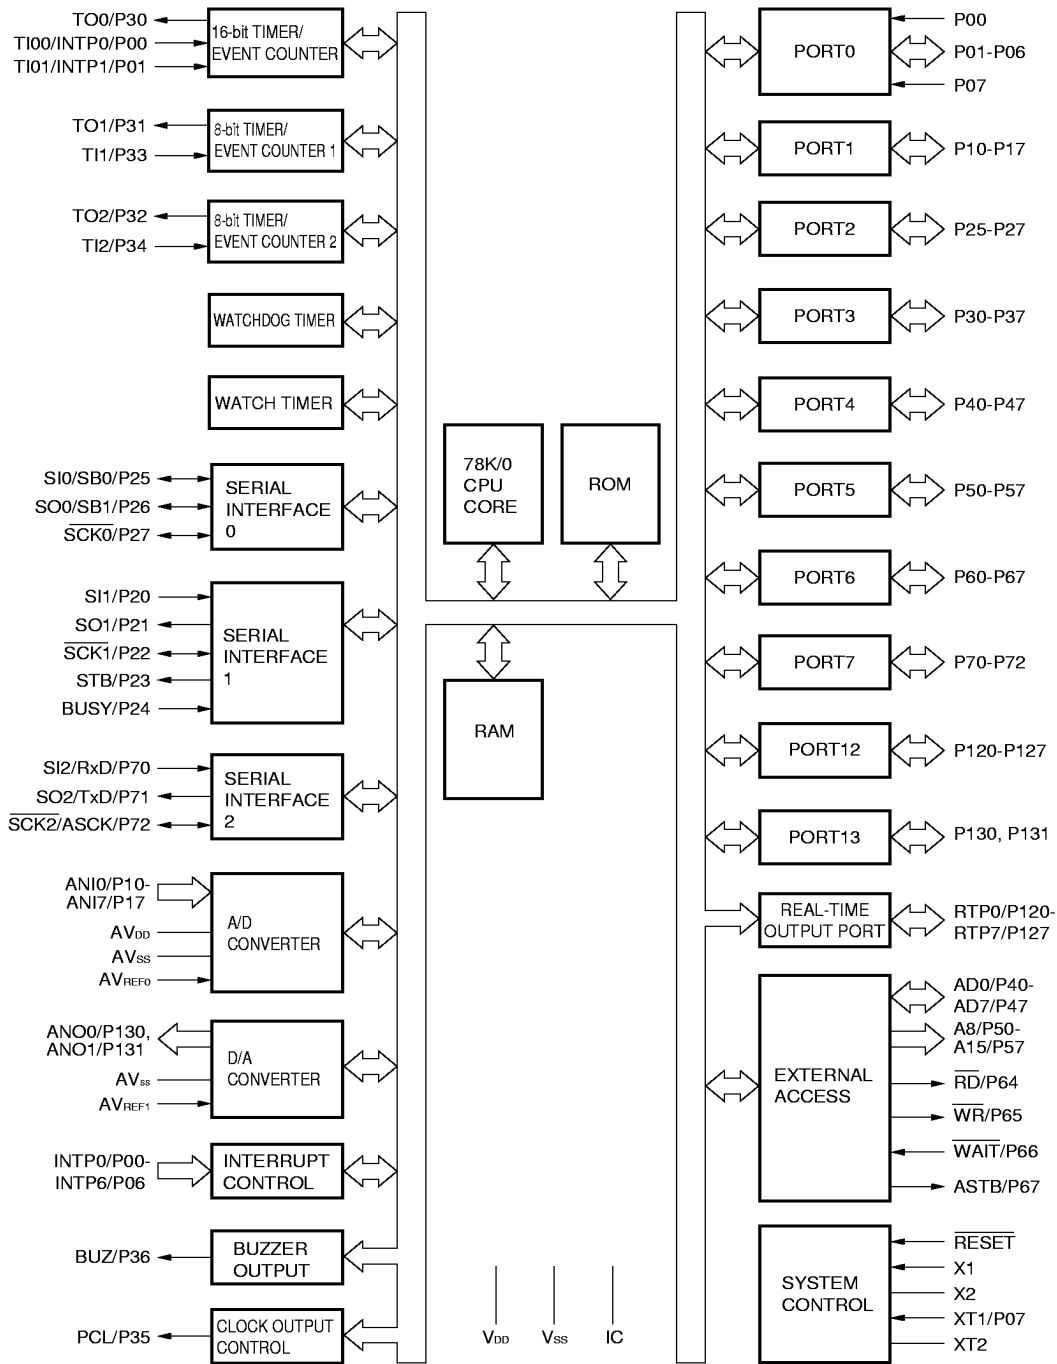 TO0/P30
TI00/INTP0/P00
TI01/INTP1/P01
16-bit TIMER/
EVENT COUNTER
TO1/P31
TI1/P33
8-bit TIMER/
EVENT COUNTER 1
TO2/P32
TI2/P34
8-bit TIMER/
EVENT COUNTER 2
WATCHDOG TIMER
WATCH TIMER
SI0/SB0/P25
SO0/SB1/P26
S̅C̅K̅0̅/P27
SERIAL
INTERFACE
0
SI1/P20
SO1/P21
S̅C̅K̅1̅/P22
STB/P23
BUSY/P24
SERIAL
INTERFACE
1
SI2/RxD/P70
SO2/TxD/P71
S̅C̅K̅2̅/ASCK/P72
SERIAL
INTERFACE
2
ANI0/P10-
ANI7/P17
AVDD
AVSS
AVREF0
A/D
CONVERTER
ANO0/P130,
ANO1/P131
AVss
AVREF1
D/A
CONVERTER
INTP0/P00-
INTP6/P06
INTERRUPT
CONTROL
BUZ/P36
BUZZER
OUTPUT
PCL/P35
CLOCK OUTPUT
CONTROL
78K/0
CPU
CORE
ROM
RAM
VDD
VSS
IC
PORT0
P00
P01-P06
P07
PORT1
P10-P17
PORT2
P25-P27
PORT3
P30-P37
PORT4
P40-P47
PORT5
P50-P57
PORT6
P60-P67
PORT7
P70-P72
PORT12
P120-P127
PORT13
P130, P131
REAL-TIME
OUTPUT PORT
RTP0/P120-
RTP7/P127
EXTERNAL
ACCESS
AD0/P40-
AD7/P47
A8/P50-
A15/P57
R̅D̅/P64
W̅R̅/P65
W̅A̅I̅T̅/P66
ASTB/P67
SYSTEM
CONTROL
R̅E̅S̅E̅T̅
X1
X2
XT1/P07
XT2